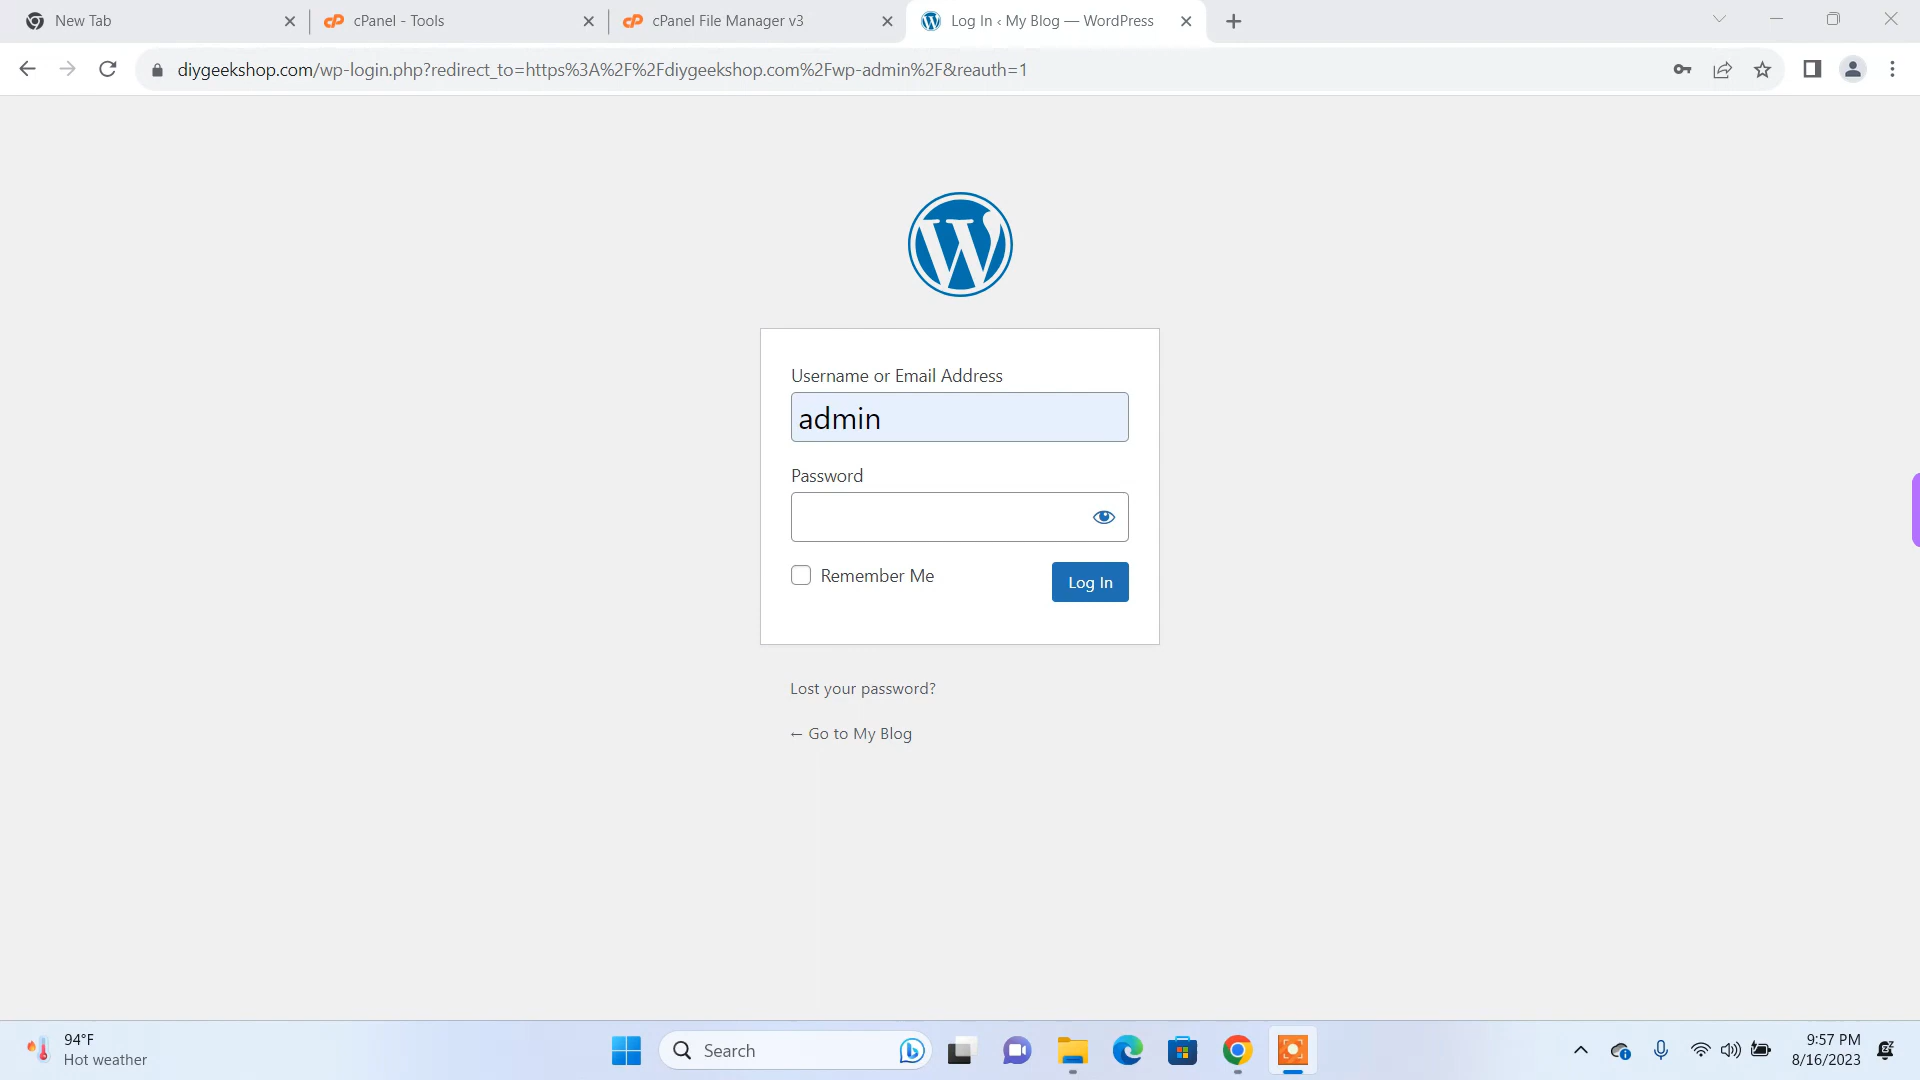 New Tab
cPanel - Tools
cPanel File Manager v3
Log In ‹ My Blog — WordPress
diygeekshop.com/wp-login.php?redirect_to=https%3A%2F%2Fdiygeekshop.com%2Fwp-admin%2F&reauth=1
Username or Email Address
admin
Password
Remember Me
Log In
Lost your password?
← Go to My Blog
94°F
Hot weather
Search
9:57 PM
8/16/2023